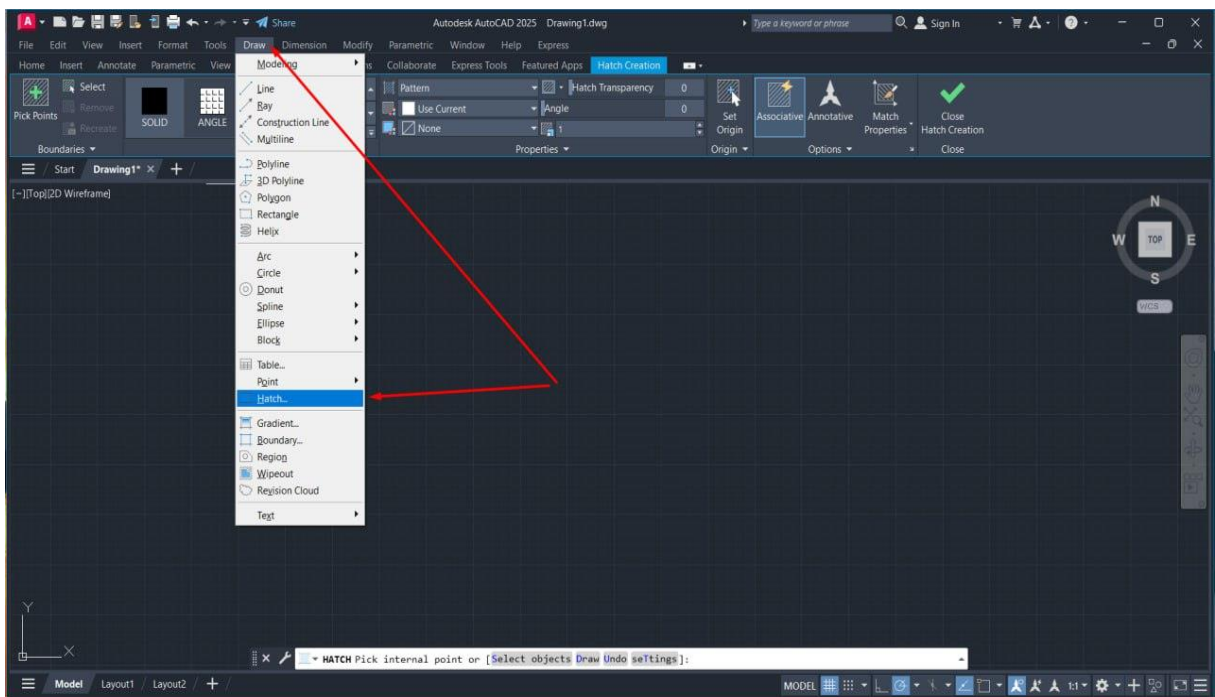 Share Autodesk AutoCAD 2025 Drawing1.dwg Type a keyword or phrase Sign In
File Edit View Insert Format Tools Draw Dimension Modify Parametric Window Help Express
Home Insert Annotate Parametric View Collaborate Express Tools Featured Apps Hatch Creation
Pick Points
Select
Remove
Recreate
Boundaries
SOLID
ANGLE
Pattern
Use Current
None
Hatch Transparency 0
Angle 0
1
Properties
Set
Origin
Origin
Associative
Annotative
Match
Properties
Options
Close
Hatch Creation
Close
Start Drawing1*
[-][Top][2D Wireframe]
Modeling
Line
Ray
Construction Line
Multiline
Polyline
3D Polyline
Polygon
Rectangle
Helix
Arc
Circle
Donut
Spline
Ellipse
Block
Table...
Point
Hatch...
Gradient...
Boundary...
Region
Wipeout
Revision Cloud
Text
N
W TOP E
S
WCS
Y
X
HATCH Pick internal point or [Select objects Draw Undo seTtings]:
Model Layout1 Layout2
MODEL 1:1